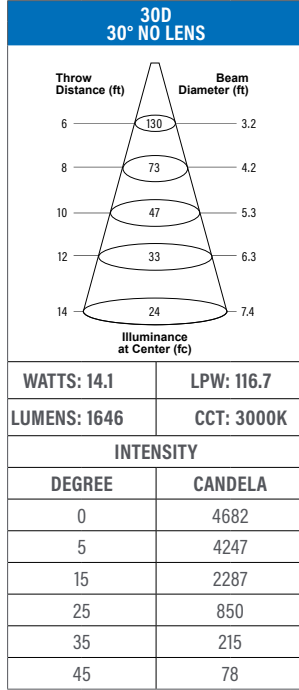 30D
30° NO LENS
Throw
Distance (ft)
Beam
Diameter (ft)
6 130 3.2
8 73 4.2
10 47 5.3
12 33 6.3
14 24 7.4
Illuminance
at Center (fc)
WATTS: 14.1 LPW: 116.7
LUMENS: 1646 CCT: 3000K
INTENSITY
DEGREE CANDELA
0 4682
5 4247
15 2287
25 850
35 215
45 78